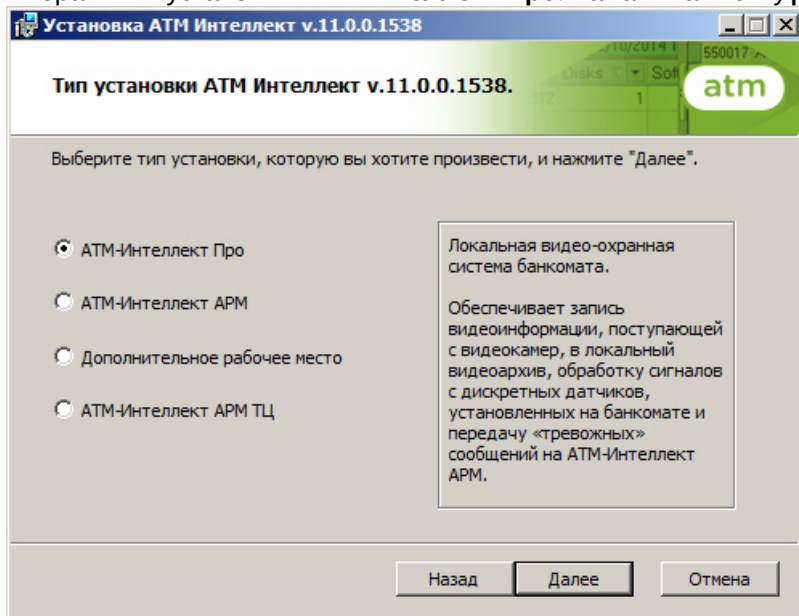 Установка АТМ Интеллект v.11.0.0.1538
Тип установки АТМ Интеллект v.11.0.0.1538.
550017
Disks
1
atm
Выберите тип установки, которую вы хотите произвести, и нажмите "Далее".
АТМ-Интеллект Про
АТМ-Интеллект АРМ
Дополнительное рабочее место
АТМ-Интеллект АРМ ТЦ
Локальная видео-охранная
система банкомата.
Обеспечивает запись
видеоинформации, поступающей
с видеокамер, в локальный
видеоархив, обработку сигналов
с дискретных датчиков,
установленных на банкомате и
передачу «тревожных»
сообщений на АТМ-Интеллект
АРМ.
Назад
Далее
Отмена